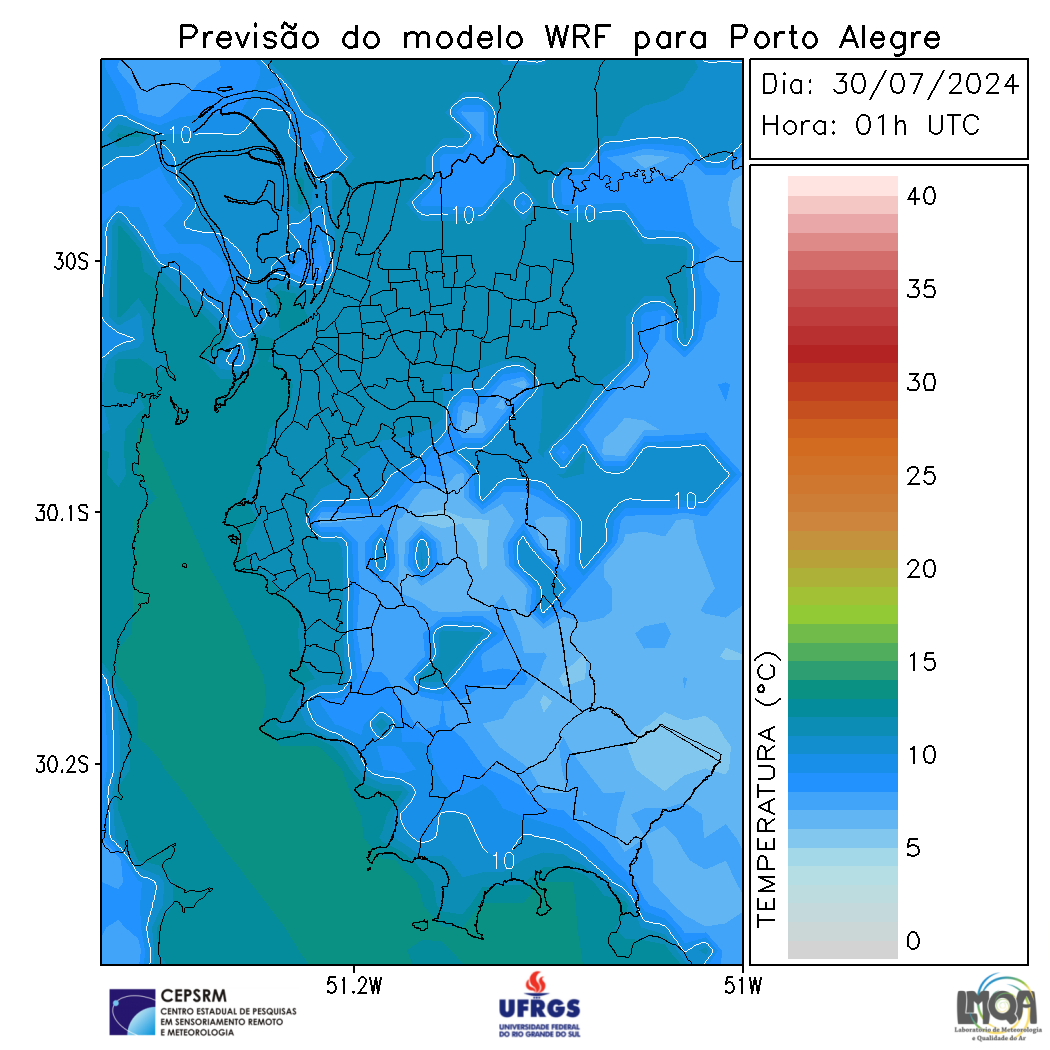 Previsão do modelo WRF para Porto Alegre
Dia: 30/07/2024
Hora: 01h UTC
10
10
10
10
10
30S
30.1S
30.2S
51.2W
51W
40
35
30
25
20
15
10
5
0
TEMPERATURA (°C)
CEPSRM
CENTRO ESTADUAL DE PESQUISAS
EM SENSORIAMENTO REMOTO
E METEOROLOGIA
UFRGS
UNIVERSIDADE FEDERAL
DO RIO GRANDE DO SUL
LMQA
Laboratório de Meteorologia
e Qualidade do Ar